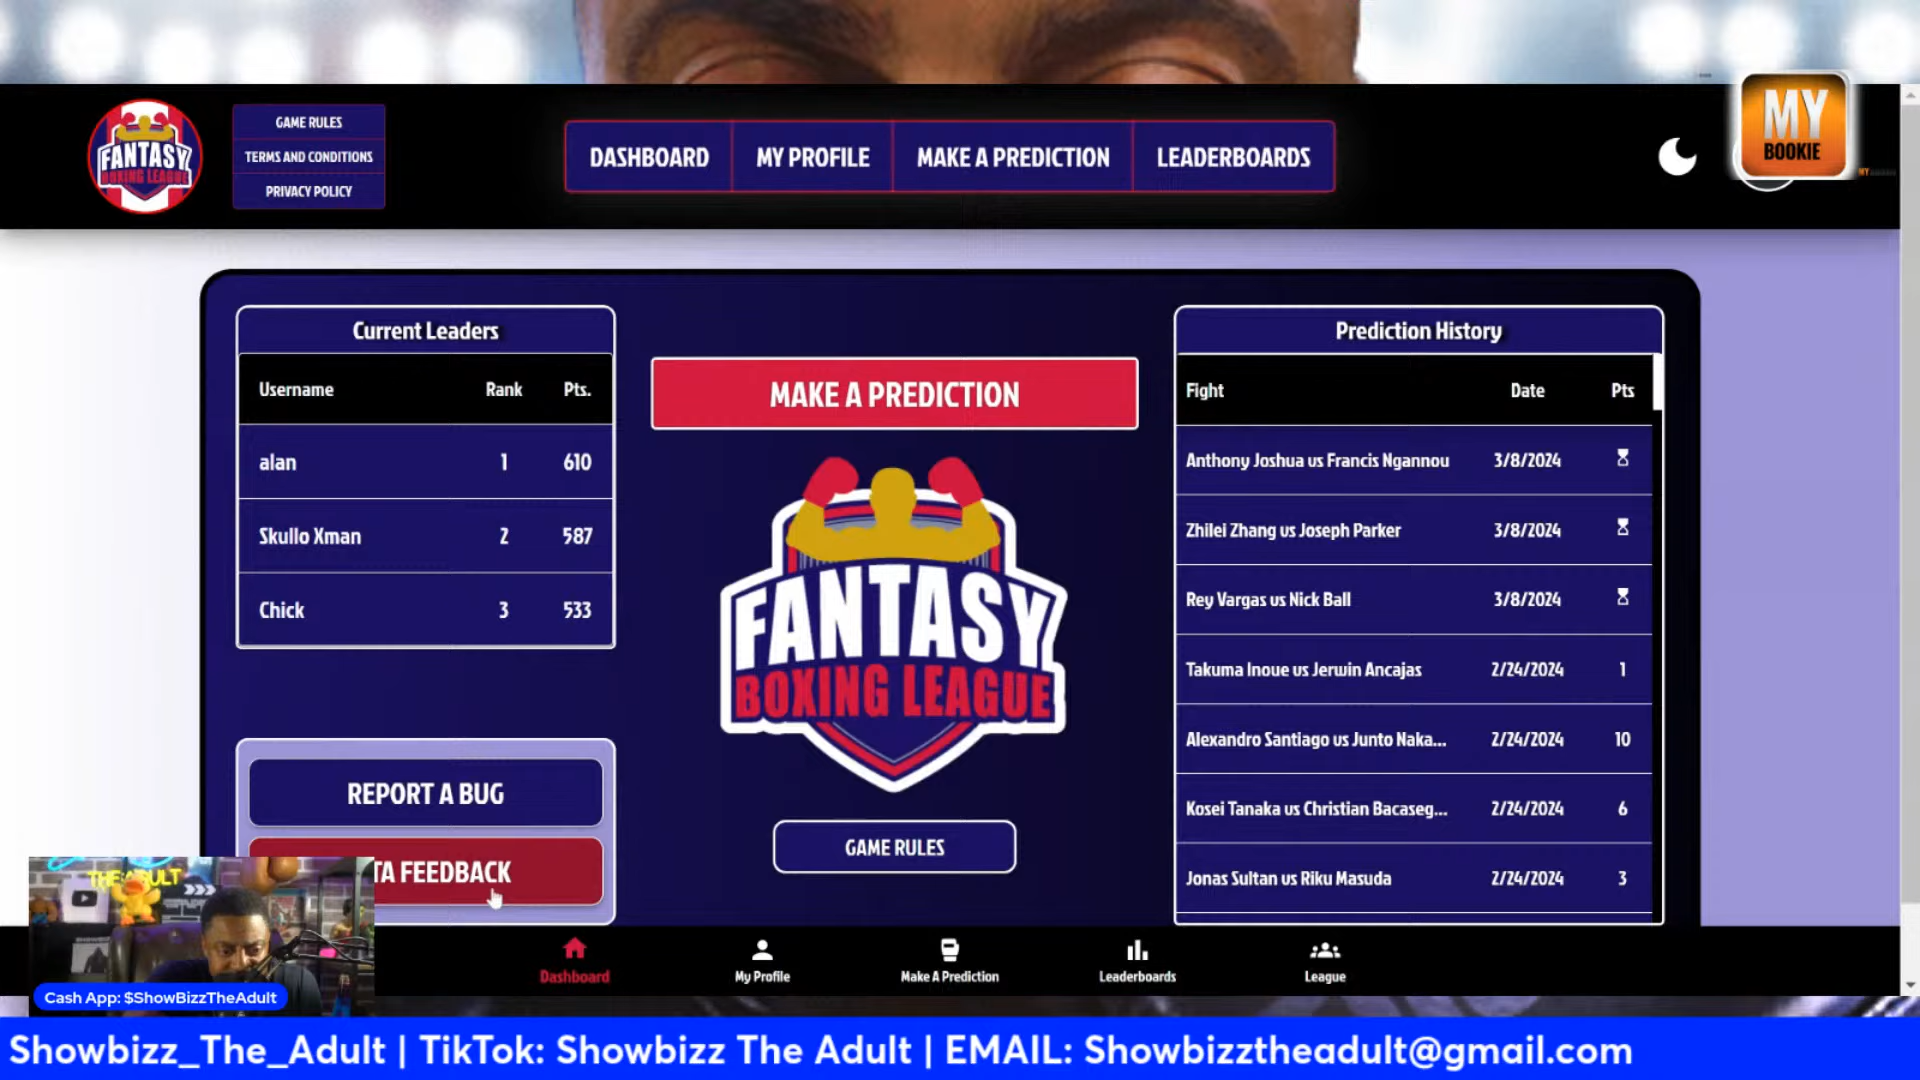 FANTASY
BOXING LEAGUE
GAME RULES
TERMS AND CONDITIONS
PRIVACY POLICY
DASHBOARD
MY PROFILE
MAKE A PREDICTION
LEADERBOARDS
MY
BOOKIE
Current Leaders
Username Rank Pts.
alan 1 610
Skullo Xman 2 587
Chick 3 533
REPORT A BUG
TA FEEDBACK
MAKE A PREDICTION
FANTASY
BOXING LEAGUE
GAME RULES
Prediction History
Fight Date Pts
Anthony Joshua vs Francis Ngannou 3/8/2024
Zhilei Zhang vs Joseph Parker 3/8/2024
Rey Vargas vs Nick Ball 3/8/2024
Takuma Inoue vs Jerwin Ancajas 2/24/2024 1
Alexandro Santiago vs Junto Naka... 2/24/2024 10
Kosei Tanaka vs Christian Bacaseg... 2/24/2024 6
Jonas Sultan vs Riku Masuda 2/24/2024 3
THE ADULT
Cash App: $ShowBizzTheAdult
Dashboard
My Profile
Make A Prediction
Leaderboards
League
Showbizz_The_Adult | TikTok: Showbizz The Adult | EMAIL: Showbizztheadult@gmail.com